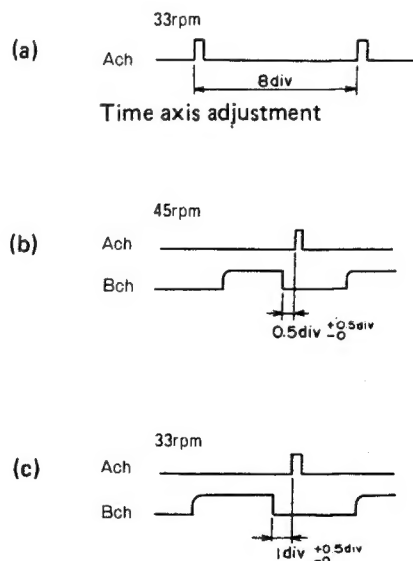 33rpm
(a)
Ach
8div
Time axis adjustment
45rpm
(b)
Ach
Bch
0.5div +0.5div -0
33rpm
(c)
Ach
Bch
1div +0.5div -0